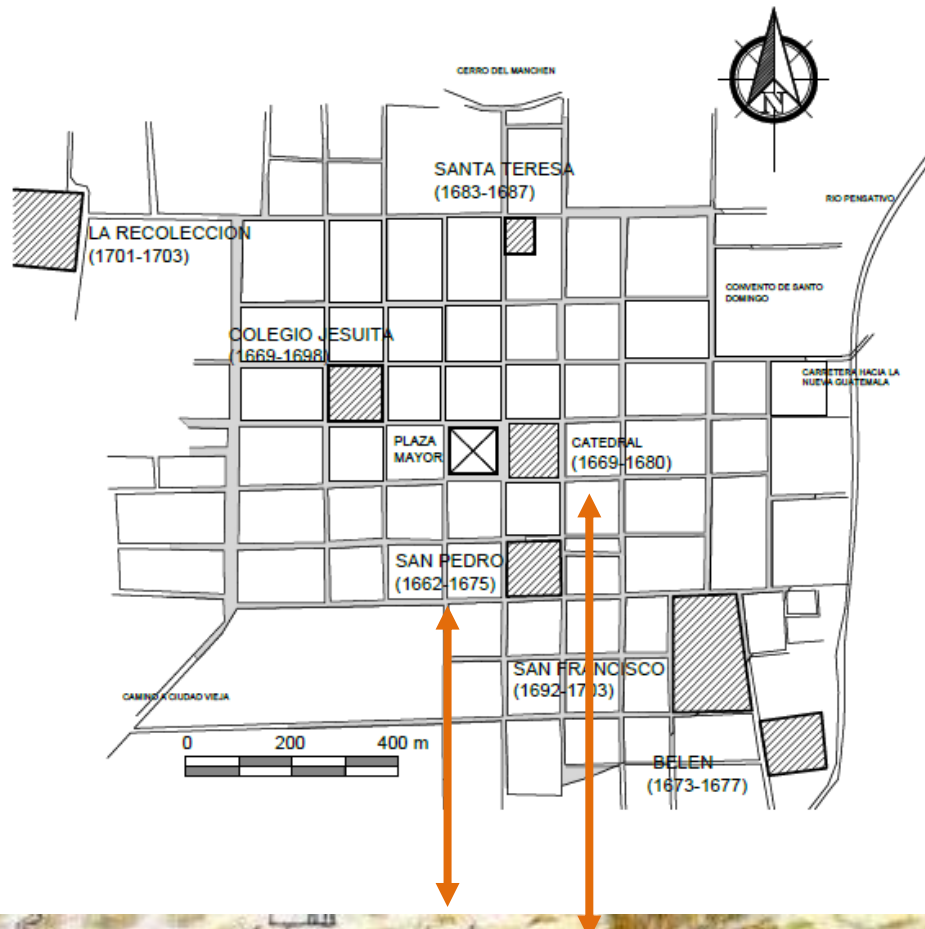 CERRO DEL MANCHEN
N
SANTA TERESA
(1683-1687)
RIO PENSATIVO
LA RECOLECCION
(1701-1703)
CONVENTO DE SANTO
DOMINGO
COLEGIO JESUITA
(1669-1698)
CARRETERA HACIA LA
NUEVA GUATEMALA
PLAZA
MAYOR
CATEDRAL
(1669-1680)
SAN PEDRO
(1662-1675)
SAN FRANCISCO
(1692-1703)
CAMINO A CIUDAD VIEJA
0 200 400 m
BELEN
(1673-1677)